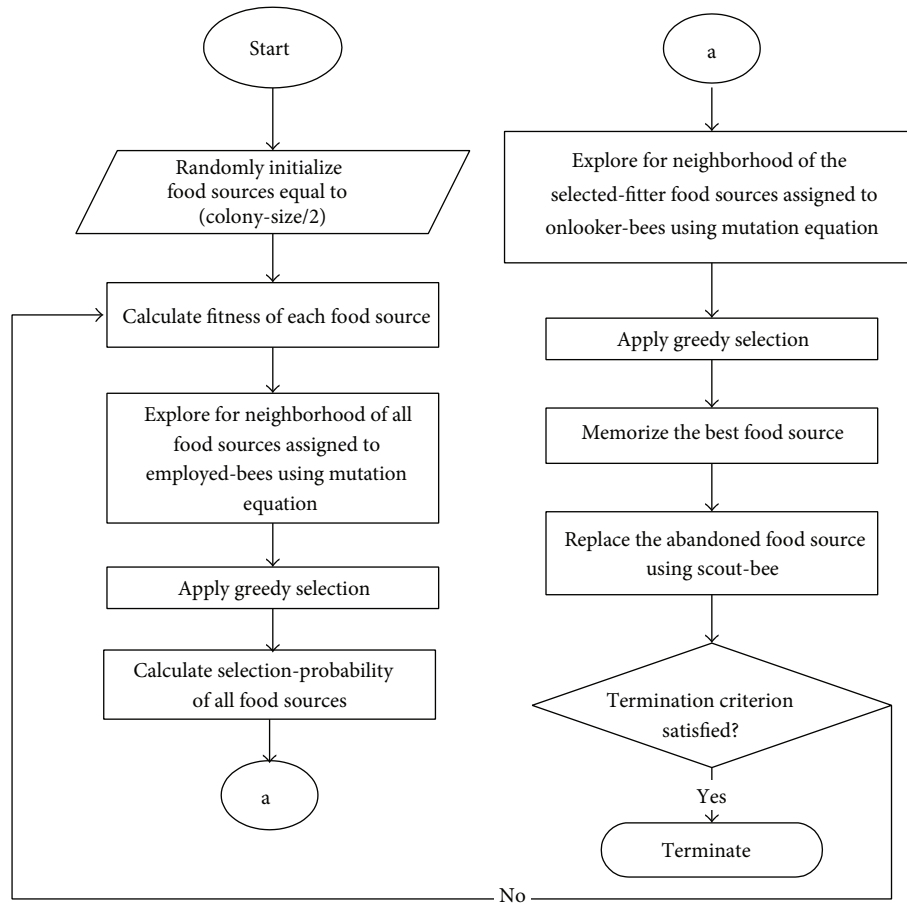 Start
Randomly initialize
food sources equal to
(colony-size/2)
Calculate fitness of each food source
Explore for neighborhood of all
food sources assigned to
employed-bees using mutation
equation
Apply greedy selection
Calculate selection-probability
of all food sources
a
a
Explore for neighborhood of the
selected-fitter food sources assigned to
onlooker-bees using mutation equation
Apply greedy selection
Memorize the best food source
Replace the abandoned food source
using scout-bee
Termination criterion
satisfied?
Yes
Terminate
No